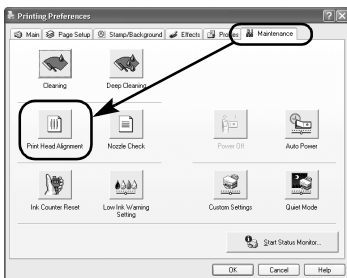 Printing Preferences
Main Page Setup Stamp/Background Effects Profiles Maintenance
Cleaning Deep Cleaning
Print Head Alignment Nozzle Check Power Off Auto Power
Ink Counter Reset Low Ink Warning Custom Settings Quiet Mode
Setting
Start Status Monitor...
OK Cancel Help